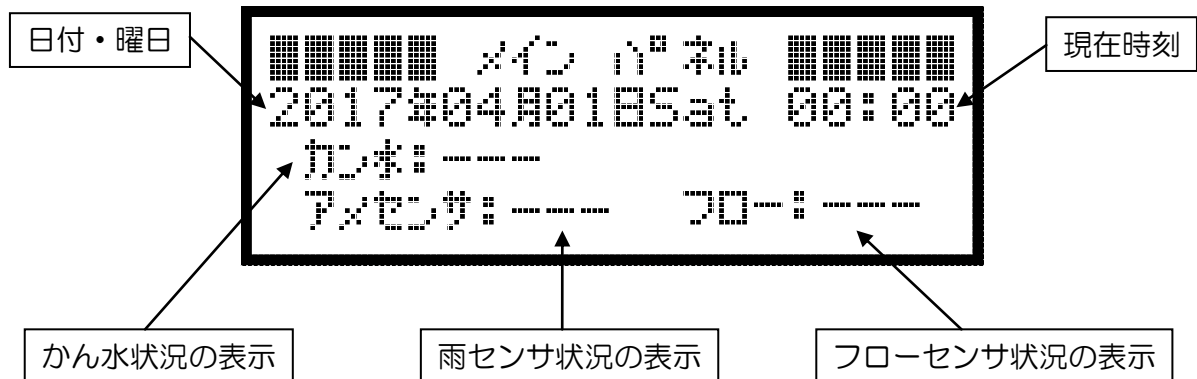 日付・曜日
現在時刻
メイン パネル
2017年04月01日Sat 00:00
カン水:---
アメセンサ:--- フロー:---
かん水状況の表示
雨センサ状況の表示
フローセンサ状況の表示